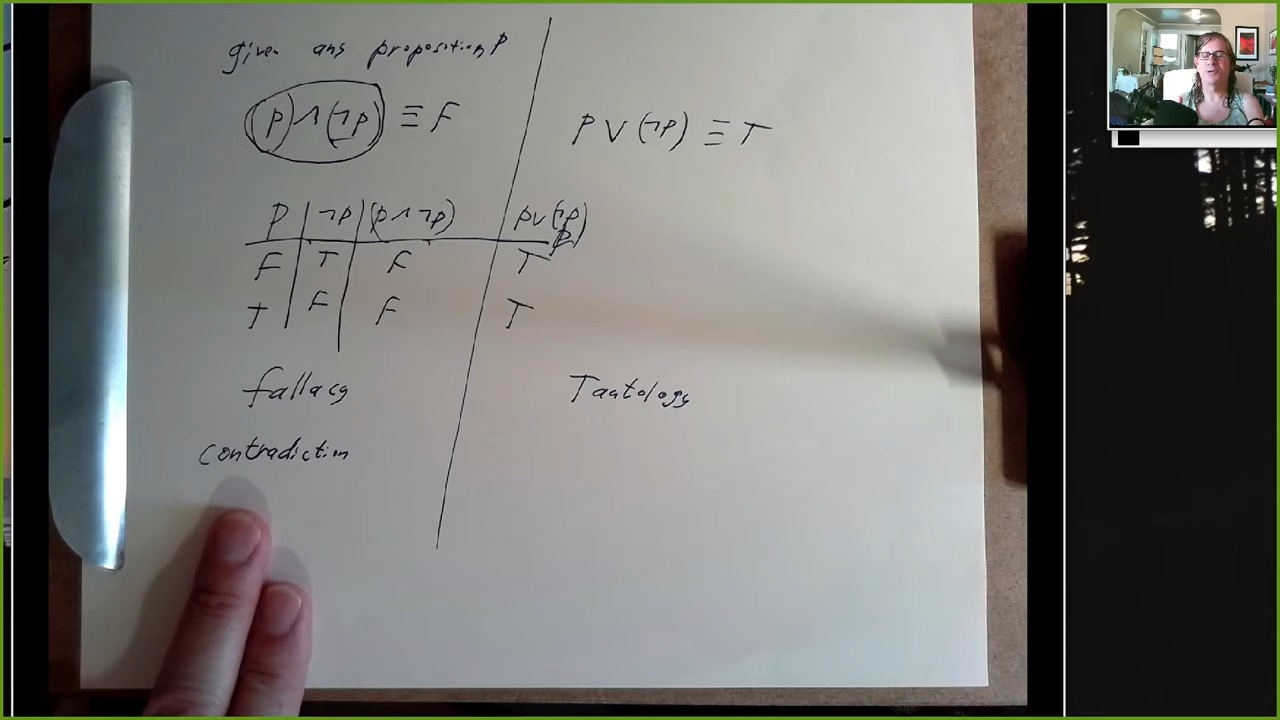 given any proposition p
(p)∧(¬p) ≡ F
p ∨ (¬p) ≡ T
p ¬p (p∧¬p) p∨(¬p)
F T F T
T F F T
fallacy
Tautology
contradiction